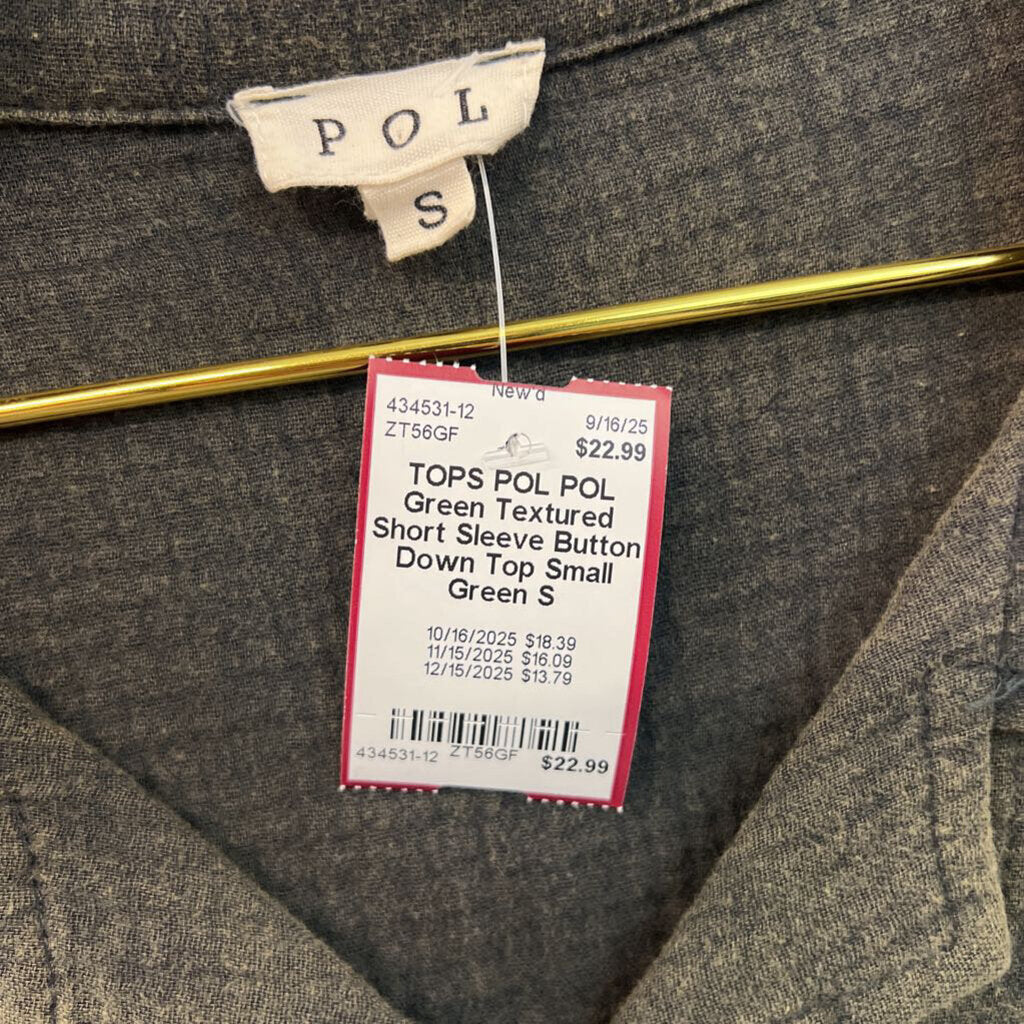 POL
S
New'd
434531-12
9/16/25
ZT56GF
$22.99
TOPS POL POL
Green Textured
Short Sleeve Button
Down Top Small
Green S
10/16/2025 $18.39
11/15/2025 $16.09
12/15/2025 $13.79
434531-12 ZT56GF $22.99